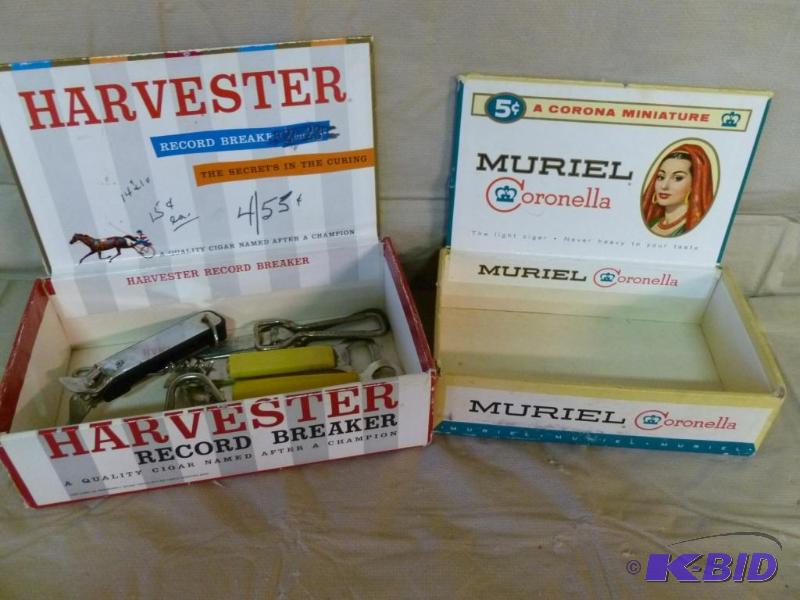 HARVESTER
RECORD BREAKER
THE SECRET'S IN THE CURING
15¢
ea.
4/55¢
A QUALITY CIGAR NAMED AFTER A CHAMPION
HARVESTER RECORD BREAKER
HARVESTER
RECORD BREAKER
A QUALITY CIGAR NAMED AFTER A CHAMPION
5¢ A CORONA MINIATURE
MURIEL
Coronella
The light cigar • Never heavy to your taste
MURIEL Coronella
MURIEL Coronella
MURIEL • MURIEL • MURIEL
© K-BID